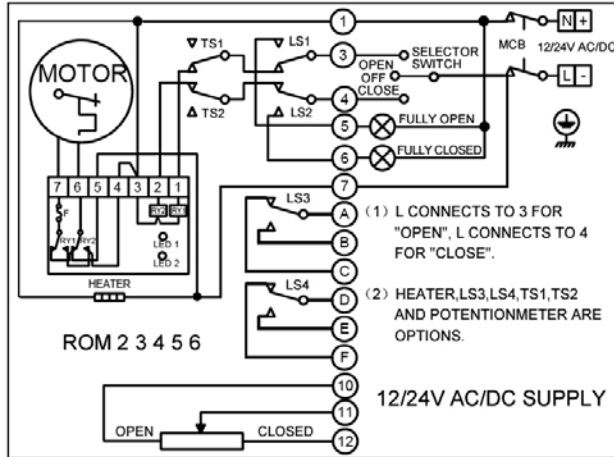 1
N +
MCB
12/24V AC/DC
L -
TS1
LS1
3
SELECTOR
SWITCH
OPEN
OFF
CLOSE
MOTOR
TS2
LS2
4
5
FULLY OPEN
6
FULLY CLOSED
7
7 6 5 4 3 2 1
F
RY1
RY2
RY2
RY1
LED 1
LED 2
HEATER
ROM 2 3 4 5 6
LS3
A
B
C
(1) L CONNECTS TO 3 FOR
"OPEN", L CONNECTS TO 4
FOR "CLOSE".
LS4
D
E
F
(2) HEATER,LS3,LS4,TS1,TS2
AND POTENTIONMETER ARE
OPTIONS.
10
11
12
12/24V AC/DC SUPPLY
OPEN
CLOSED